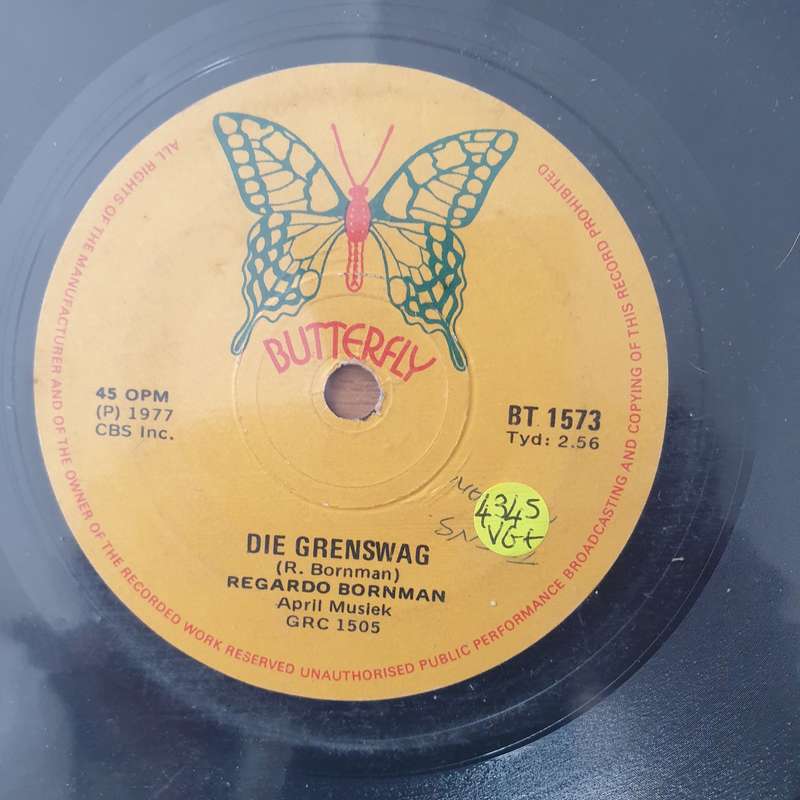 ALL RIGHTS OF THE MANUFACTURER AND OF THE OWNER OF THE RECORDED WORK RESERVED UNAUTHORISED PUBLIC PERFORMANCE BROADCASTING AND COPYING OF THIS RECORD PROHIBITED
BUTTERFLY
45 OPM
(P) 1977
CBS Inc.
BT 1573
Tyd: 2.56
4345
VG+
DIE GRENSWAG
(R. Bornman)
REGARDO BORNMAN
April Musiek
GRC 1505